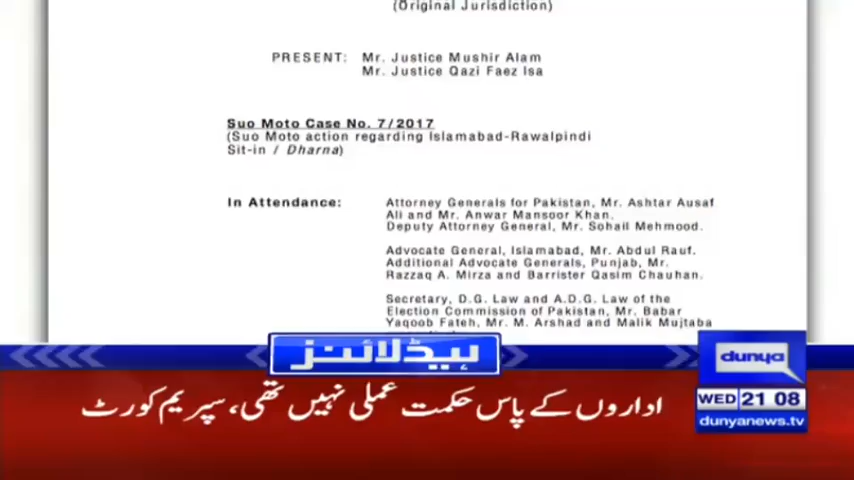 (Original Jurisdiction)
PRESENT: Mr. Justice Mushir Alam
Mr. Justice Qazi Faez Isa
Suo Moto Case No. 7/2017
(Suo Moto action regarding Islamabad-Rawalpindi
Sit-in / Dharna)
In Attendance: Attorney Generals for Pakistan, Mr. Ashtar Ausaf
Ali and Mr. Anwar Mansoor Khan.
Deputy Attorney General, Mr. Sohail Mehmood.
Advocate General, Islamabad, Mr. Abdul Rauf.
Additional Advocate Generals, Punjab, Mr.
Razzaq A. Mirza and Barrister Qasim Chauhan.
Secretary, D.G. Law and A.D.G. Law of the
Election Commission of Pakistan, Mr. Babar
Yaqoob Fateh, Mr. M. Arshad and Malik Mujtaba
ہیڈلائنز
dunya
WED 21 08
dunyanews.tv
اداروں کے پاس حکمت عملی نہیں تھی، سپریم کورٹ